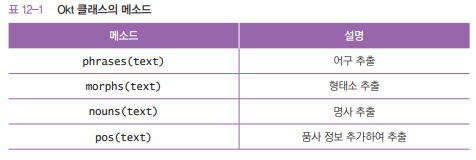 표 12-1 Okt 클래스의 메소드
메소드 설명
phrases(text) 어구 추출
morphs(text) 형태소 추출
nouns(text) 명사 추출
pos(text) 품사 정보 추가하여 추출